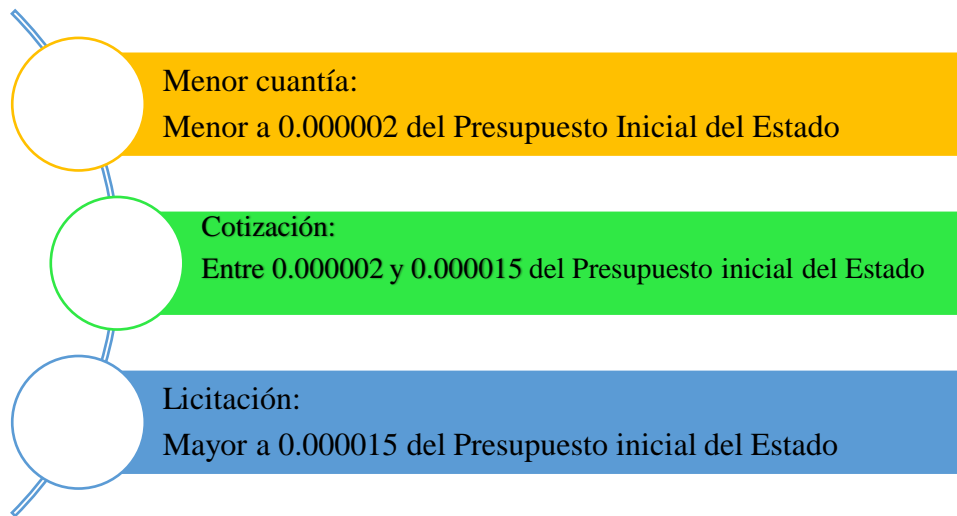 Menor cuantía:
Menor a 0.000002 del Presupuesto Inicial del Estado
Cotización:
Entre 0.000002 y 0.000015 del Presupuesto inicial del Estado
Licitación:
Mayor a 0.000015 del Presupuesto inicial del Estado